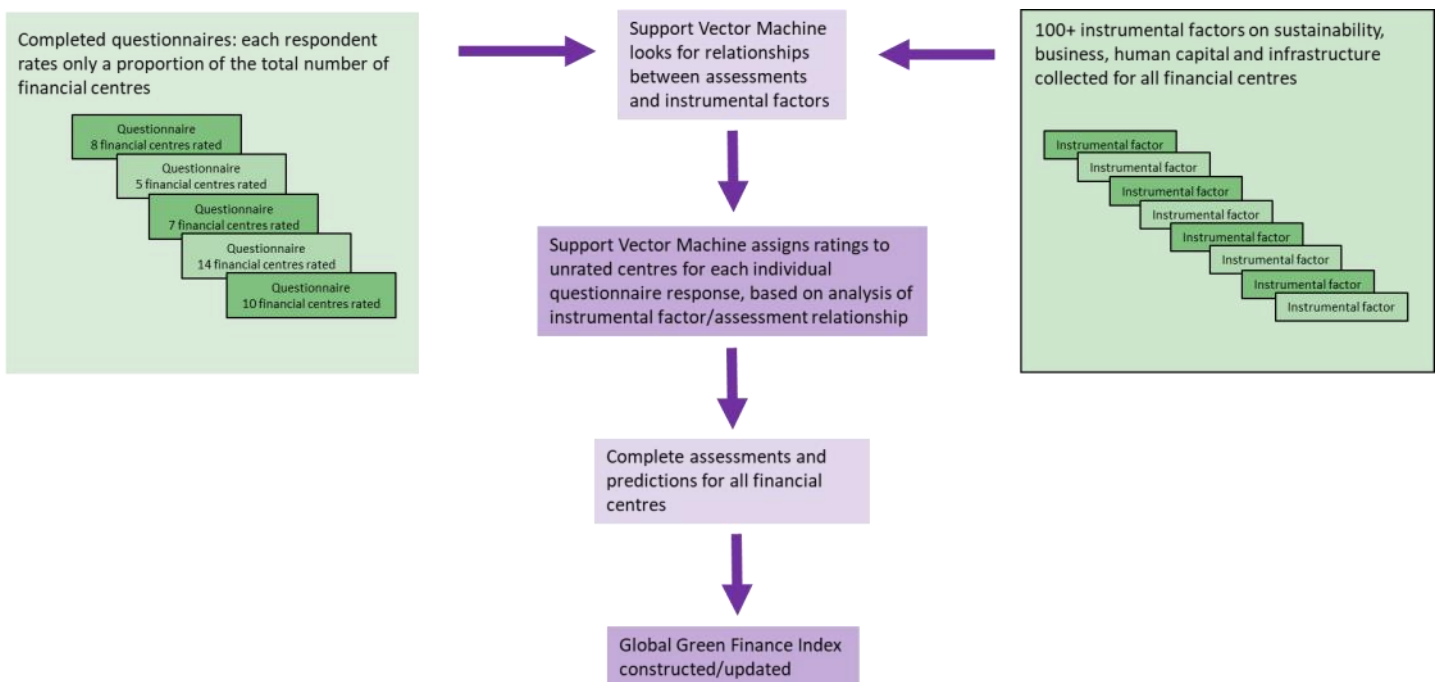 Completed questionnaires: each respondent
rates only a proportion of the total number of
financial centres
Questionnaire
8 financial centres rated
Questionnaire
5 financial centres rated
Questionnaire
7 financial centres rated
Questionnaire
14 financial centres rated
Questionnaire
10 financial centres rated
Support Vector Machine
looks for relationships
between assessments
and instrumental factors
100+ instrumental factors on sustainability,
business, human capital and infrastructure
collected for all financial centres
Instrumental factor
Instrumental factor
Instrumental factor
Instrumental factor
Instrumental factor
Instrumental factor
Instrumental factor
Instrumental factor
Support Vector Machine assigns ratings to
unrated centres for each individual
questionnaire response, based on analysis of
instrumental factor/assessment relationship
Complete assessments and
predictions for all financial
centres
Global Green Finance Index
constructed/updated